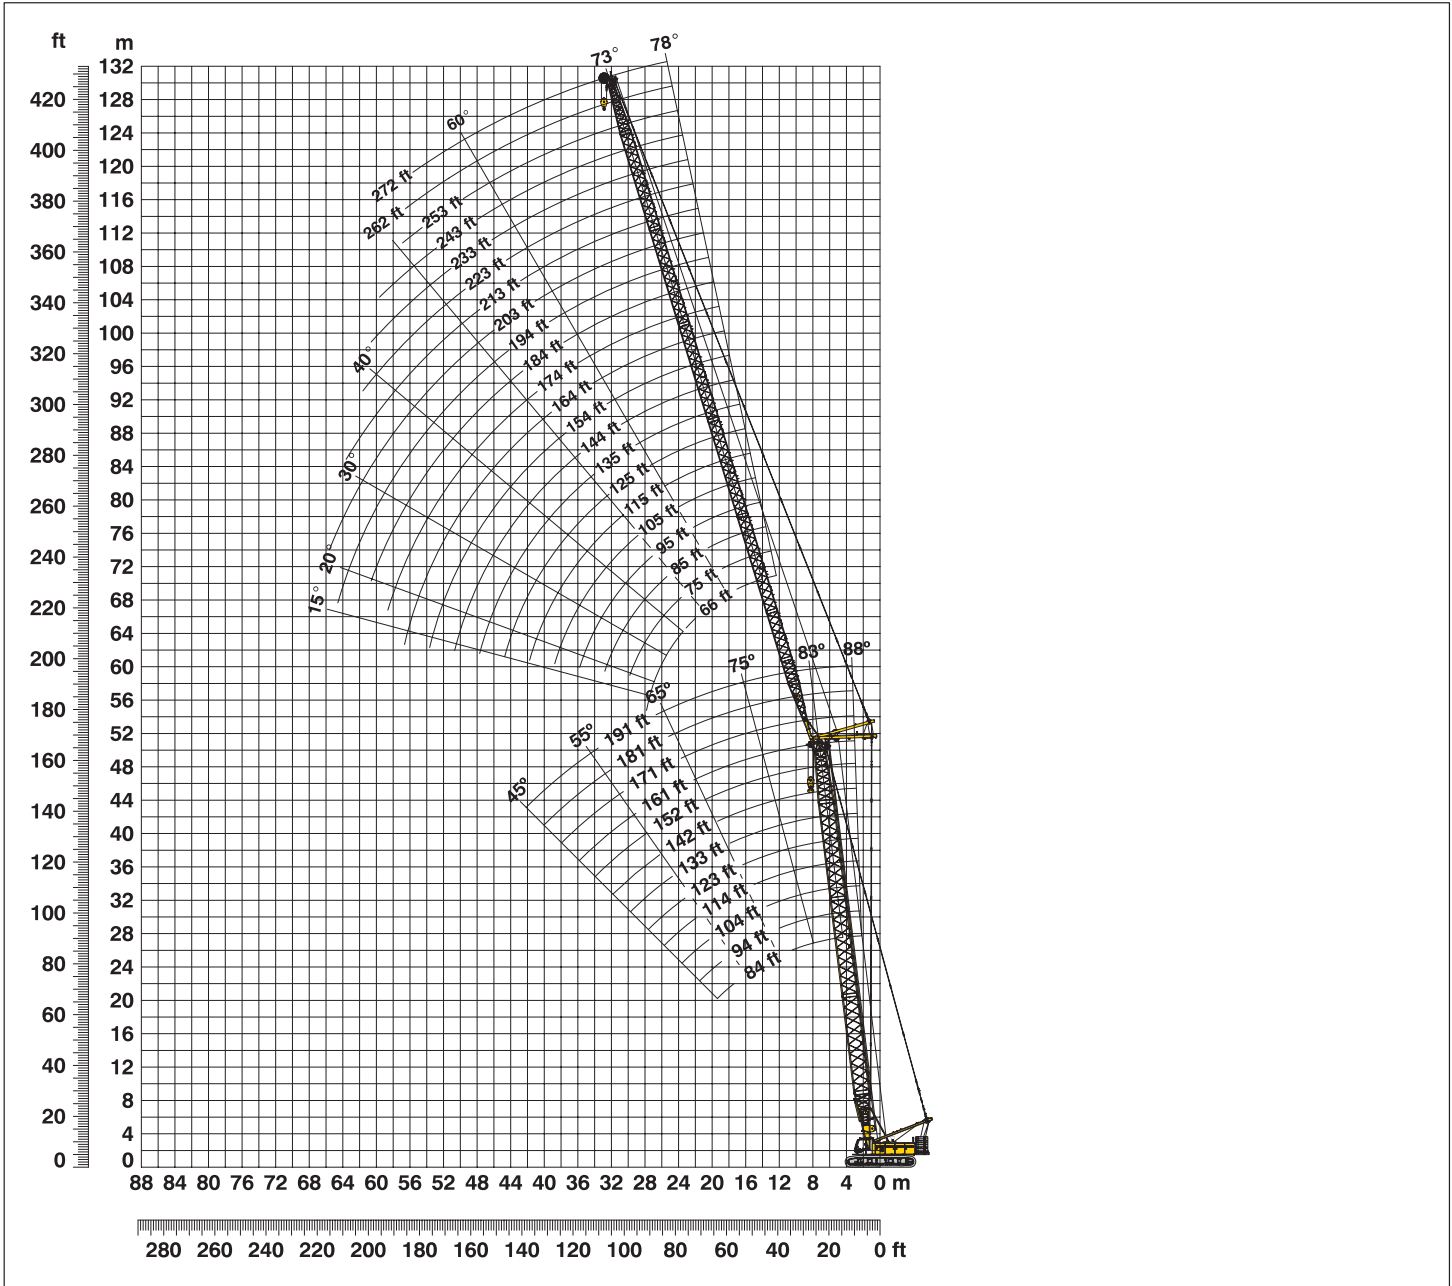 ft m
73° 78°
132
420 128
60°
124
400 120
272 ft
380 116
262 ft 253 ft
360 112
243 ft
108
233 ft
340 104
223 ft
213 ft
320 100
203 ft
96
194 ft
40°
184 ft
300 92
174 ft
88
164 ft
280 84
154 ft
144 ft
30°
135 ft
260 80
125 ft
76
115 ft
240 72
105 ft
20°
95 ft
220 68
85 ft
15°
75 ft
64
66 ft
200 60
75° 83° 88°
56
65°
180 52
191 ft
55°
160 48
181 ft
45°
171 ft
140 44
161 ft
40
152 ft
120 36
142 ft
133 ft
100 32
123 ft
28
114 ft
80 24
104 ft
94 ft
84 ft
60 20
16
40 12
20 8
4
0 0
88 84 80 76 72 68 64 60 56 52 48 44 40 36 32 28 24 20 16 12 8 4 0 m
280 260 240 220 200 180 160 140 120 100 80 60 40 20 0 ft